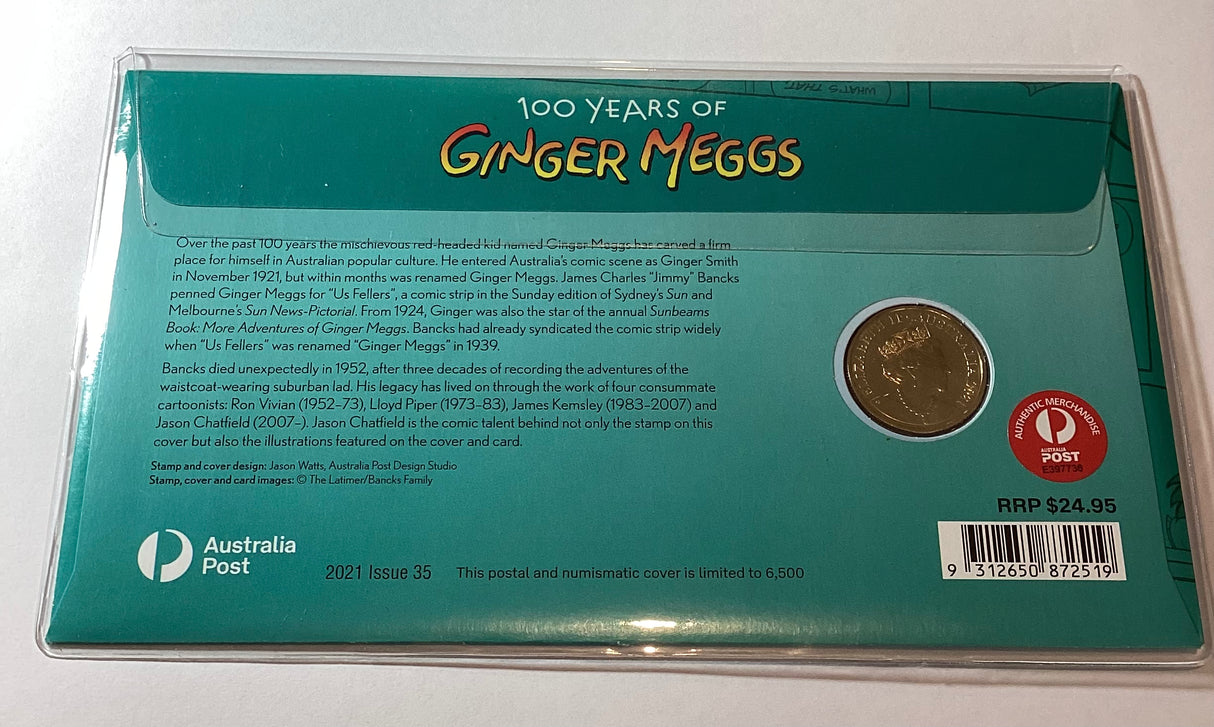 WHAT'S THAT
100 YEARS OF
GINGER MEGGS
Over the past 100 years the mischievous red-headed kid named Ginger Meggs has carved a firm
place for himself in Australian popular culture. He entered Australia's comic scene as Ginger Smith
in November 1921, but within months was renamed Ginger Meggs. James Charles "Jimmy" Bancks
penned Ginger Meggs for "Us Fellers", a comic strip in the Sunday edition of Sydney's Sun and
Melbourne's Sun News-Pictorial. From 1924, Ginger was also the star of the annual Sunbeams
Book: More Adventures of Ginger Meggs. Bancks had already syndicated the comic strip widely
when "Us Fellers" was renamed "Ginger Meggs" in 1939.
Bancks died unexpectedly in 1952, after three decades of recording the adventures of the
waistcoat-wearing suburban lad. His legacy has lived on through the work of four consummate
cartoonists: Ron Vivian (1952–73), Lloyd Piper (1973–83), James Kemsley (1983–2007) and
Jason Chatfield (2007–). Jason Chatfield is the comic talent behind not only the stamp on this
cover but also the illustrations featured on the cover and card.
Stamp and cover design: Jason Watts, Australia Post Design Studio
Stamp, cover and card images: © The Latimer/Bancks Family
ELIZABETH II AUSTRALIA 2021
AUTHENTIC MERCHANDISE
AUSTRALIA
POST
E397736
RRP $24.95
9 312650 872519
Australia
Post
2021 Issue 35
This postal and numismatic cover is limited to 6,500